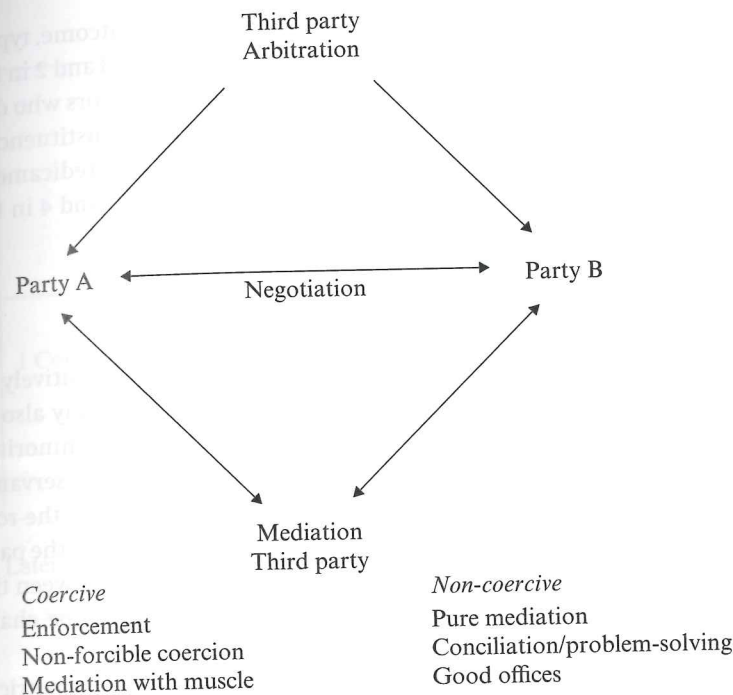 Third party
Arbitration
Party A
Party B
Negotiation
Mediation
Third party
Coercive
Enforcement
Non-forcible coercion
Mediation with muscle
Non-coercive
Pure mediation
Conciliation/problem-solving
Good offices